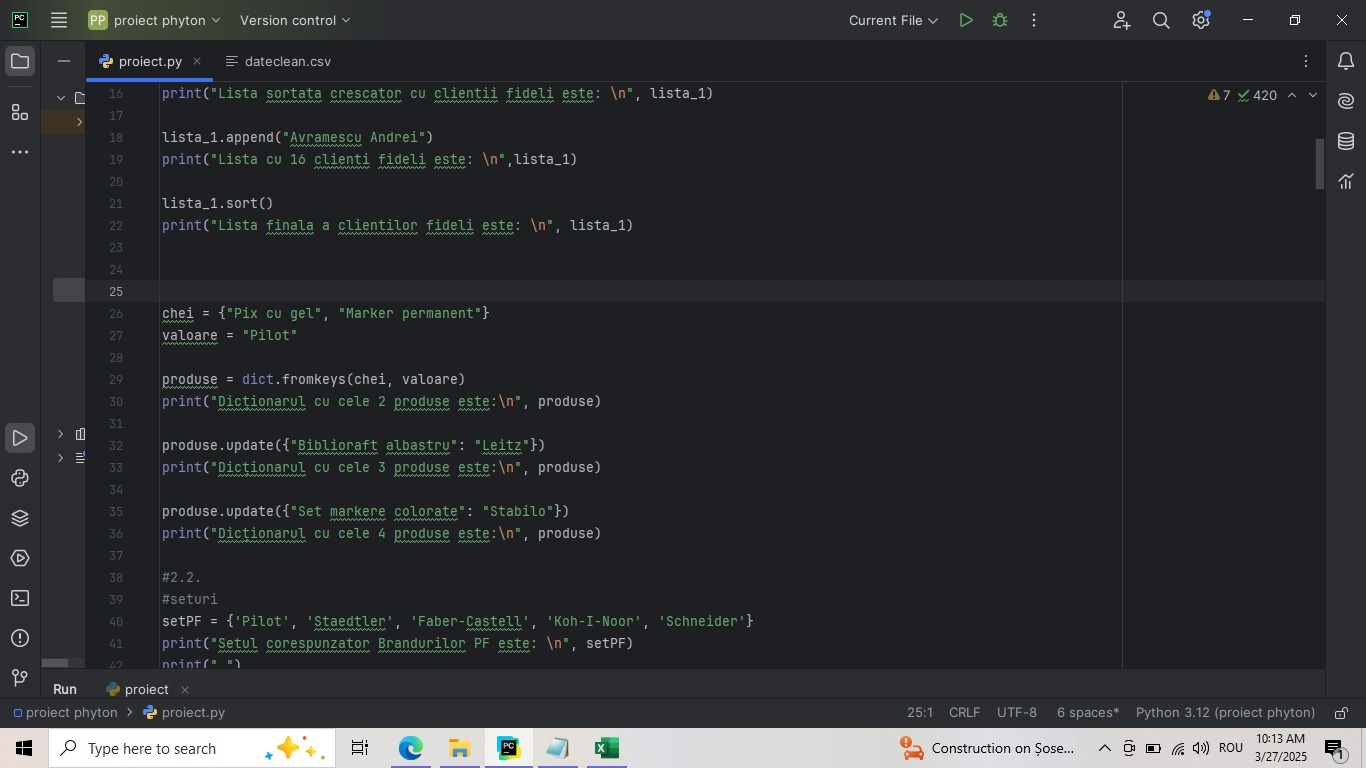 PC
PP proiect phyton
Version control
Current File
proiect.py
dateclean.csv
7 420
16 print("Lista sortata crescator cu clientii fideli este: \n", lista_1)
17
18 lista_1.append("Avramescu Andrei")
19 print("Lista cu 16 clienti fideli este: \n",lista_1)
20
21 lista_1.sort()
22 print("Lista finala a clientilor fideli este: \n", lista_1)
23
24
25
26 chei = {"Pix cu gel", "Marker permanent"}
27 valoare = "Pilot"
28
29 produse = dict.fromkeys(chei, valoare)
30 print("Dicționarul cu cele 2 produse este:\n", produse)
31
32 produse.update({"Biblioraft albastru": "Leitz"})
33 print("Dicționarul cu cele 3 produse este:\n", produse)
34
35 produse.update({"Set markere colorate": "Stabilo"})
36 print("Dicționarul cu cele 4 produse este:\n", produse)
37
38 #2.2.
39 #seturi
40 setPF = {'Pilot', 'Staedtler', 'Faber-Castell', 'Koh-I-Noor', 'Schneider'}
41 print("Setul corespunzator Brandurilor PF este: \n", setPF)
42 print(" ")
Run proiect
proiect phyton > proiect.py
25:1 CRLF UTF-8 6 spaces* Python 3.12 (proiect phyton)
Type here to search
PC
Construction on Șose...
ROU
10:13 AM
3/27/2025
1